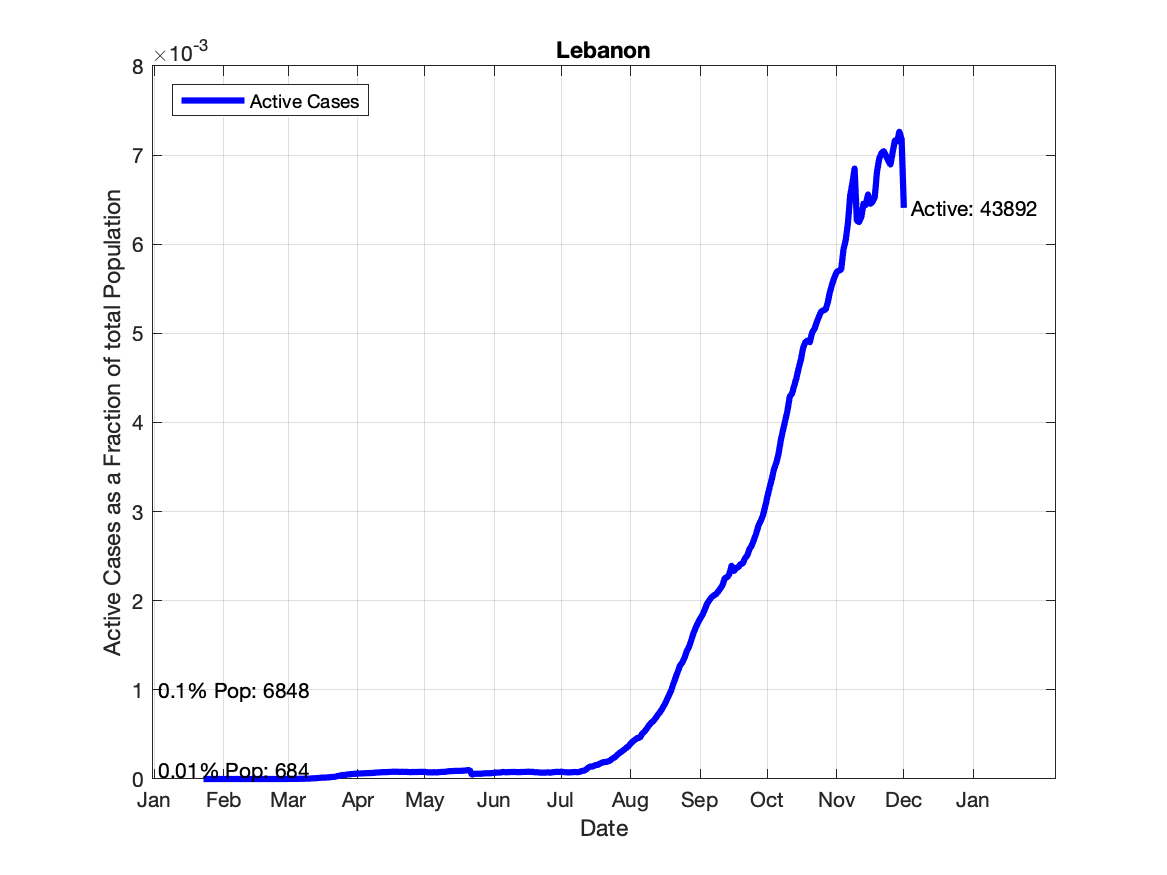 Lebanon
×10-3
8
7
6
5
4
3
2
1
0
Active Cases
Active: 43892
0.1% Pop: 6848
0.01% Pop: 684
Active Cases as a Fraction of total Population
Jan Feb Mar Apr May Jun Jul Aug Sep Oct Nov Dec Jan
Date